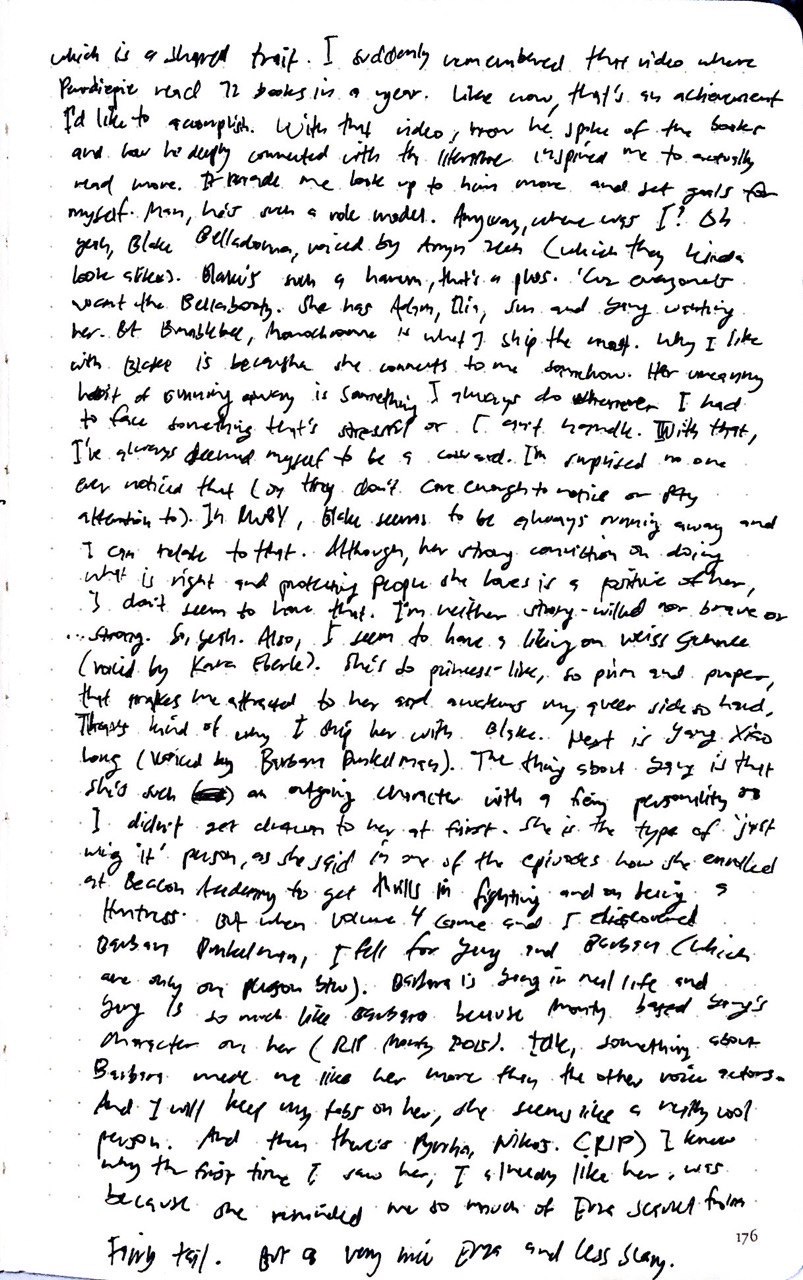 which is a shared trait. I suddenly remembered that video where
Pewdiepie read 72 books in a year. Like wow, that's an achievement
I'd like to accomplish. With that video, how he spoke of the books
and how he deeply connected with the literature inspired me to actually
read more. It made me look up to him more and set goals for
myself. Man, he's such a role model. Anyway, where was I? Oh
yeah, Blake Belladonna, voiced by Arryn Zech (which they kinda
look alike). Blake's such a harem, that's a plus. 'Cuz everyone
want the Bellabooty. She has Adam, Ilia, Sun and Yang wanting
her. Bt Bumblebee, Monochrome is what I ship the most. Why I like
with Blake is because she connects to me somehow. Her uncanny
habit of running away is something I always do whenever I had
to face something that's stressful or I can't handle. With that,
I've always deemed myself to be a coward. I'm suprised no one
ever noticed that (or they don't care enough to notice or pay
attention to). In RWBY, Blake seems to be always running away and
I can relate to that. Although, her strong conviction on doing
what is right and protecting people she loves is a positive of her,
I don't seem to have that. I'm neither strong-willed nor brave or
...strong. So, yeah. Also, I seem to have a liking on Weiss Schnee
(voiced by Kara Eberle). She's so princess-like, so prim and proper,
that makes me attracted to her and awakens my queer side so hard,
That's kind of why I ship her with Blake. Next is Yang Xiao
Long (voiced by Barbara Dunkelman). The thing about Yang is that
she's such an outgoing character with a fiery personality so
I didn't get drawn to her at first. She is the type of 'just
wing it' person, as she said in one of the episodes how she enrolled
at Beacon Academy to get thrills in fighting and on being a
Huntress. But when Volume 4 came and I discovered
Barbara Dunkelman, I fell for Yang and Barbara (which
are only one person btw). Barbara is Yang in real life and
Yang is so much like Barbara because Monty based Yang's
character on her (RIP Monty 2015). Idk, something about
Barbara made me like her more than the other voice actors.
And I will keep my tabs on her, she seems like a really cool
person. And then there's Pyrrha Nikos. (RIP) I knew
why the first time I saw her, I already like her, was
because she reminded me so much of Erza Scarlet from
Fairy Tail. But a very nice Erza and less scary.
176